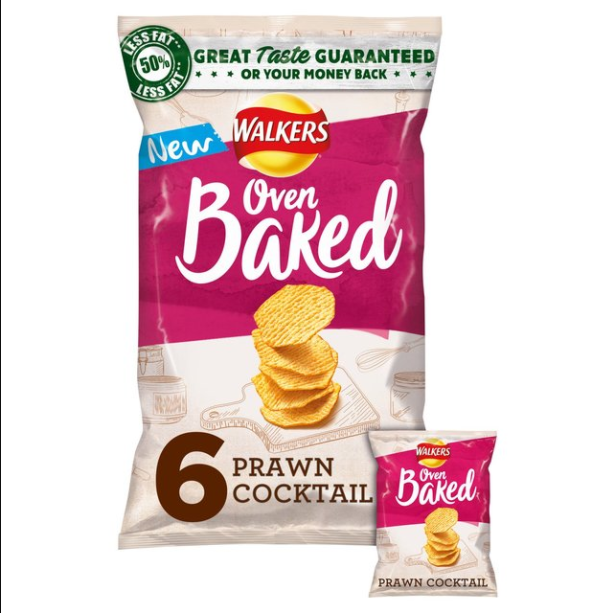 LESS FAT
50%
LESS FAT
GREAT Taste GUARANTEED
OR YOUR MONEY BACK
New
WALKERS
Oven
Baked
6 PRAWN
COCKTAIL
WALKERS
Oven
Baked
PRAWN COCKTAIL